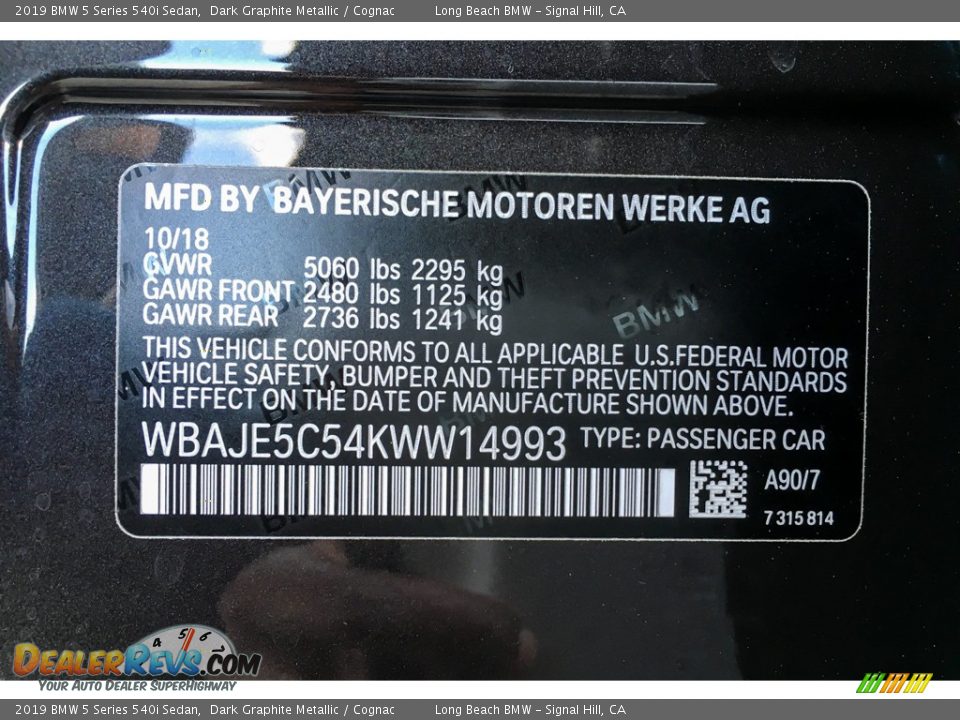 2019 BMW 5 Series 540i Sedan, Dark Graphite Metallic / Cognac Long Beach BMW - Signal Hill, CA
MFD BY BAYERISCHE MOTOREN WERKE AG
10/18
GVWR 5060 lbs 2295 kg
GAWR FRONT 2480 lbs 1125 kg
GAWR REAR 2736 lbs 1241 kg
THIS VEHICLE CONFORMS TO ALL APPLICABLE U.S.FEDERAL MOTOR
VEHICLE SAFETY, BUMPER AND THEFT PREVENTION STANDARDS
IN EFFECT ON THE DATE OF MANUFACTURE SHOWN ABOVE.
WBAJE5C54KWW14993 TYPE: PASSENGER CAR
A90/7
7 315 814
BMW
4 5 6
DEALERREVS.COM
YOUR AUTO DEALER SUPERHIGHWAY
2019 BMW 5 Series 540i Sedan, Dark Graphite Metallic / Cognac Long Beach BMW - Signal Hill, CA